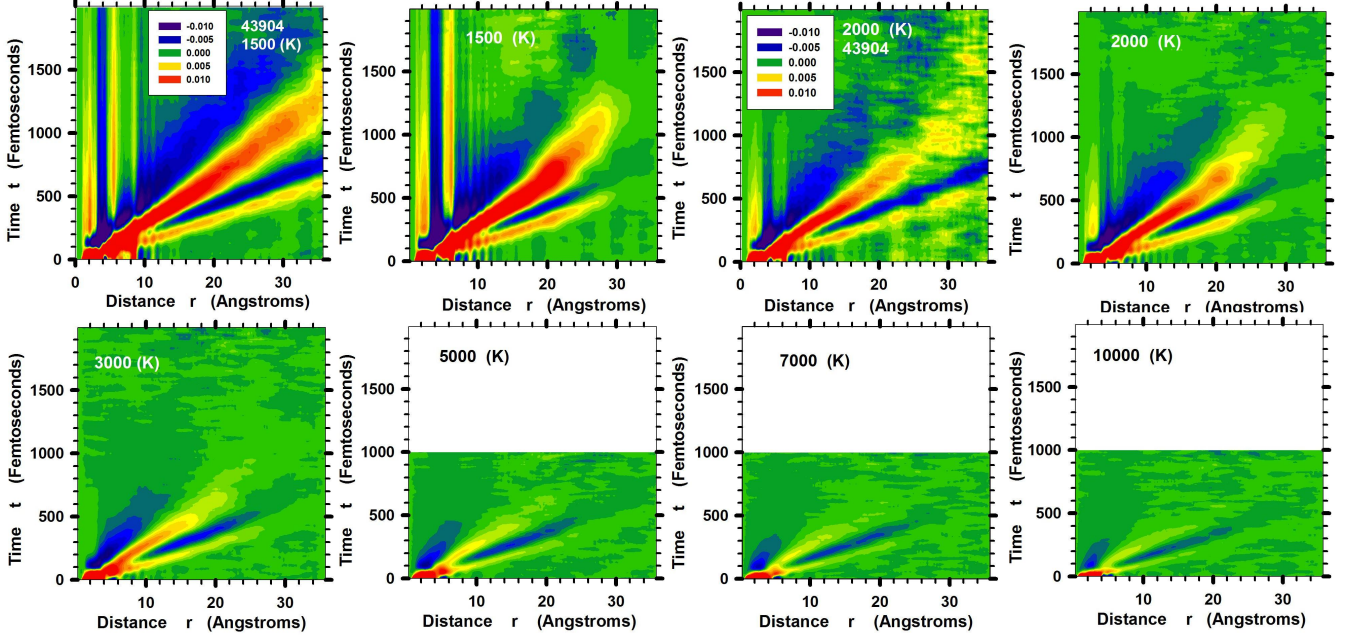 -0.010
-0.005
0.000
0.005
0.010
43904
1500 (K)
1500
1000
500
0
0 10 20 30
Time t (Femtoseconds)
Distance r (Angstroms)
1500 (K)
1500
1000
500
0
10 20 30
Time t (Femtoseconds)
Distance r (Angstroms)
-0.010
-0.005
0.000
0.005
0.010
2000 (K)
43904
1500
1000
500
0
0 10 20 30
Time t (Femtoseconds)
Distance r (Angstroms)
2000 (K)
1500
1000
500
0
10 20 30
Time t (Femtoseconds)
Distance r (Angstroms)
3000 (K)
1500
1000
500
0
10 20 30
Time t (Femtoseconds)
Distance r (Angstroms)
5000 (K)
1500
1000
500
0
10 20 30
Time t (Femtoseconds)
Distance r (Angstroms)
7000 (K)
1500
1000
500
0
10 20 30
Time t (Femtoseconds)
Distance r (Angstroms)
10000 (K)
1500
1000
500
0
10 20 30
Time t (Femtoseconds)
Distance r (Angstroms)